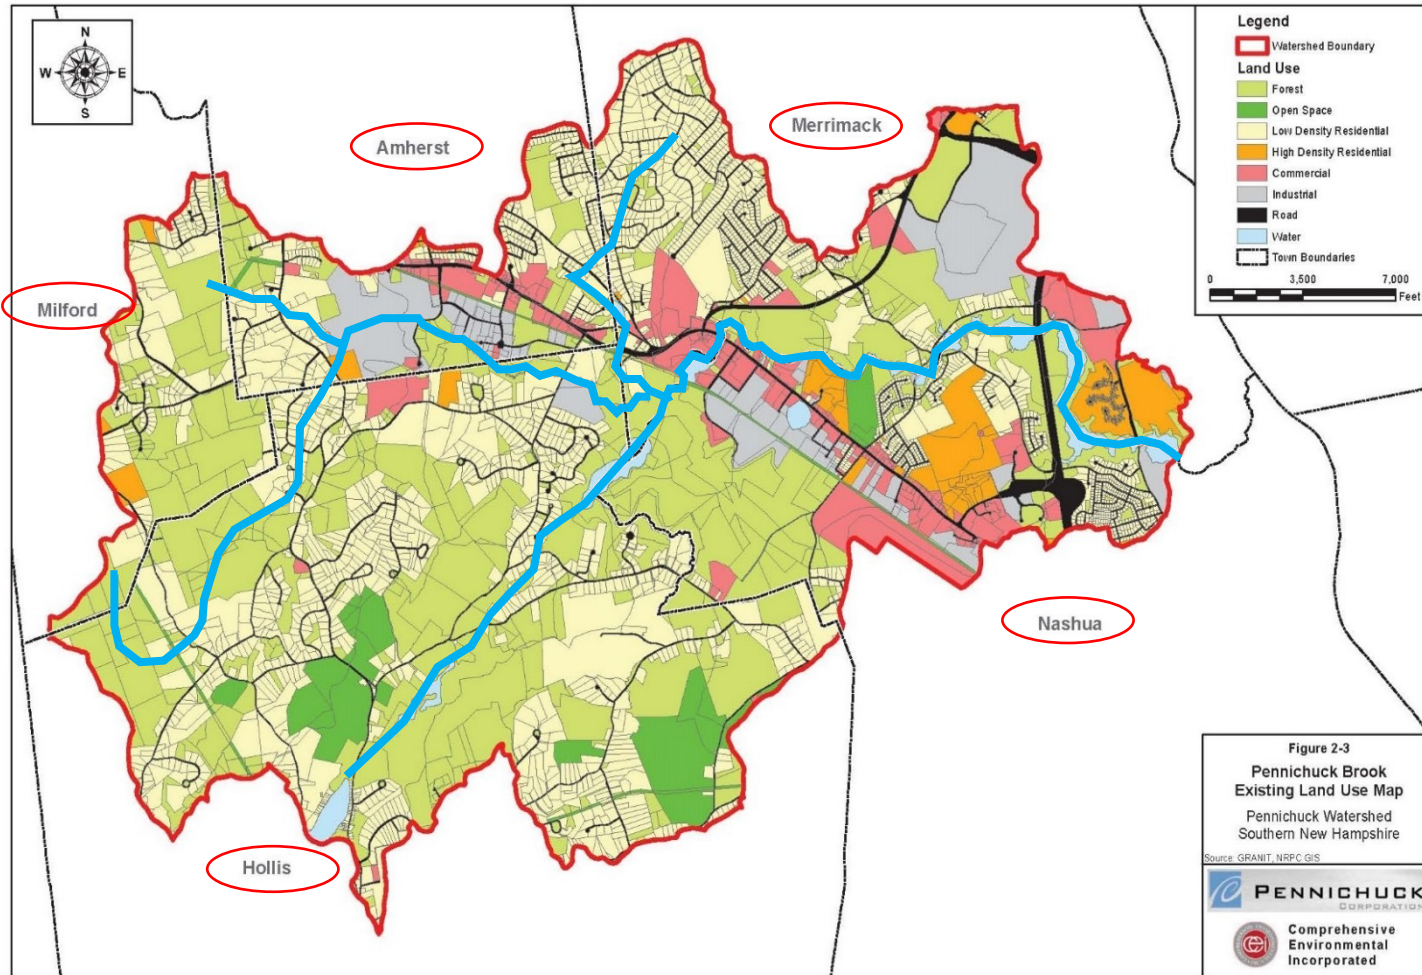 N
W
E
S
Amherst
Merrimack
Milford
Nashua
Hollis
Legend
Watershed Boundary
Land Use
Forest
Open Space
Low Density Residential
High Density Residential
Commercial
Industrial
Road
Water
Town Boundaries
0 3,500 7,000
Feet
Figure 2-3
Pennichuck Brook
Existing Land Use Map
Pennichuck Watershed
Southern New Hampshire
Source: GRANIT, NRPC GIS
PENNICHUCK
CORPORATION
cei
Comprehensive
Environmental
Incorporated